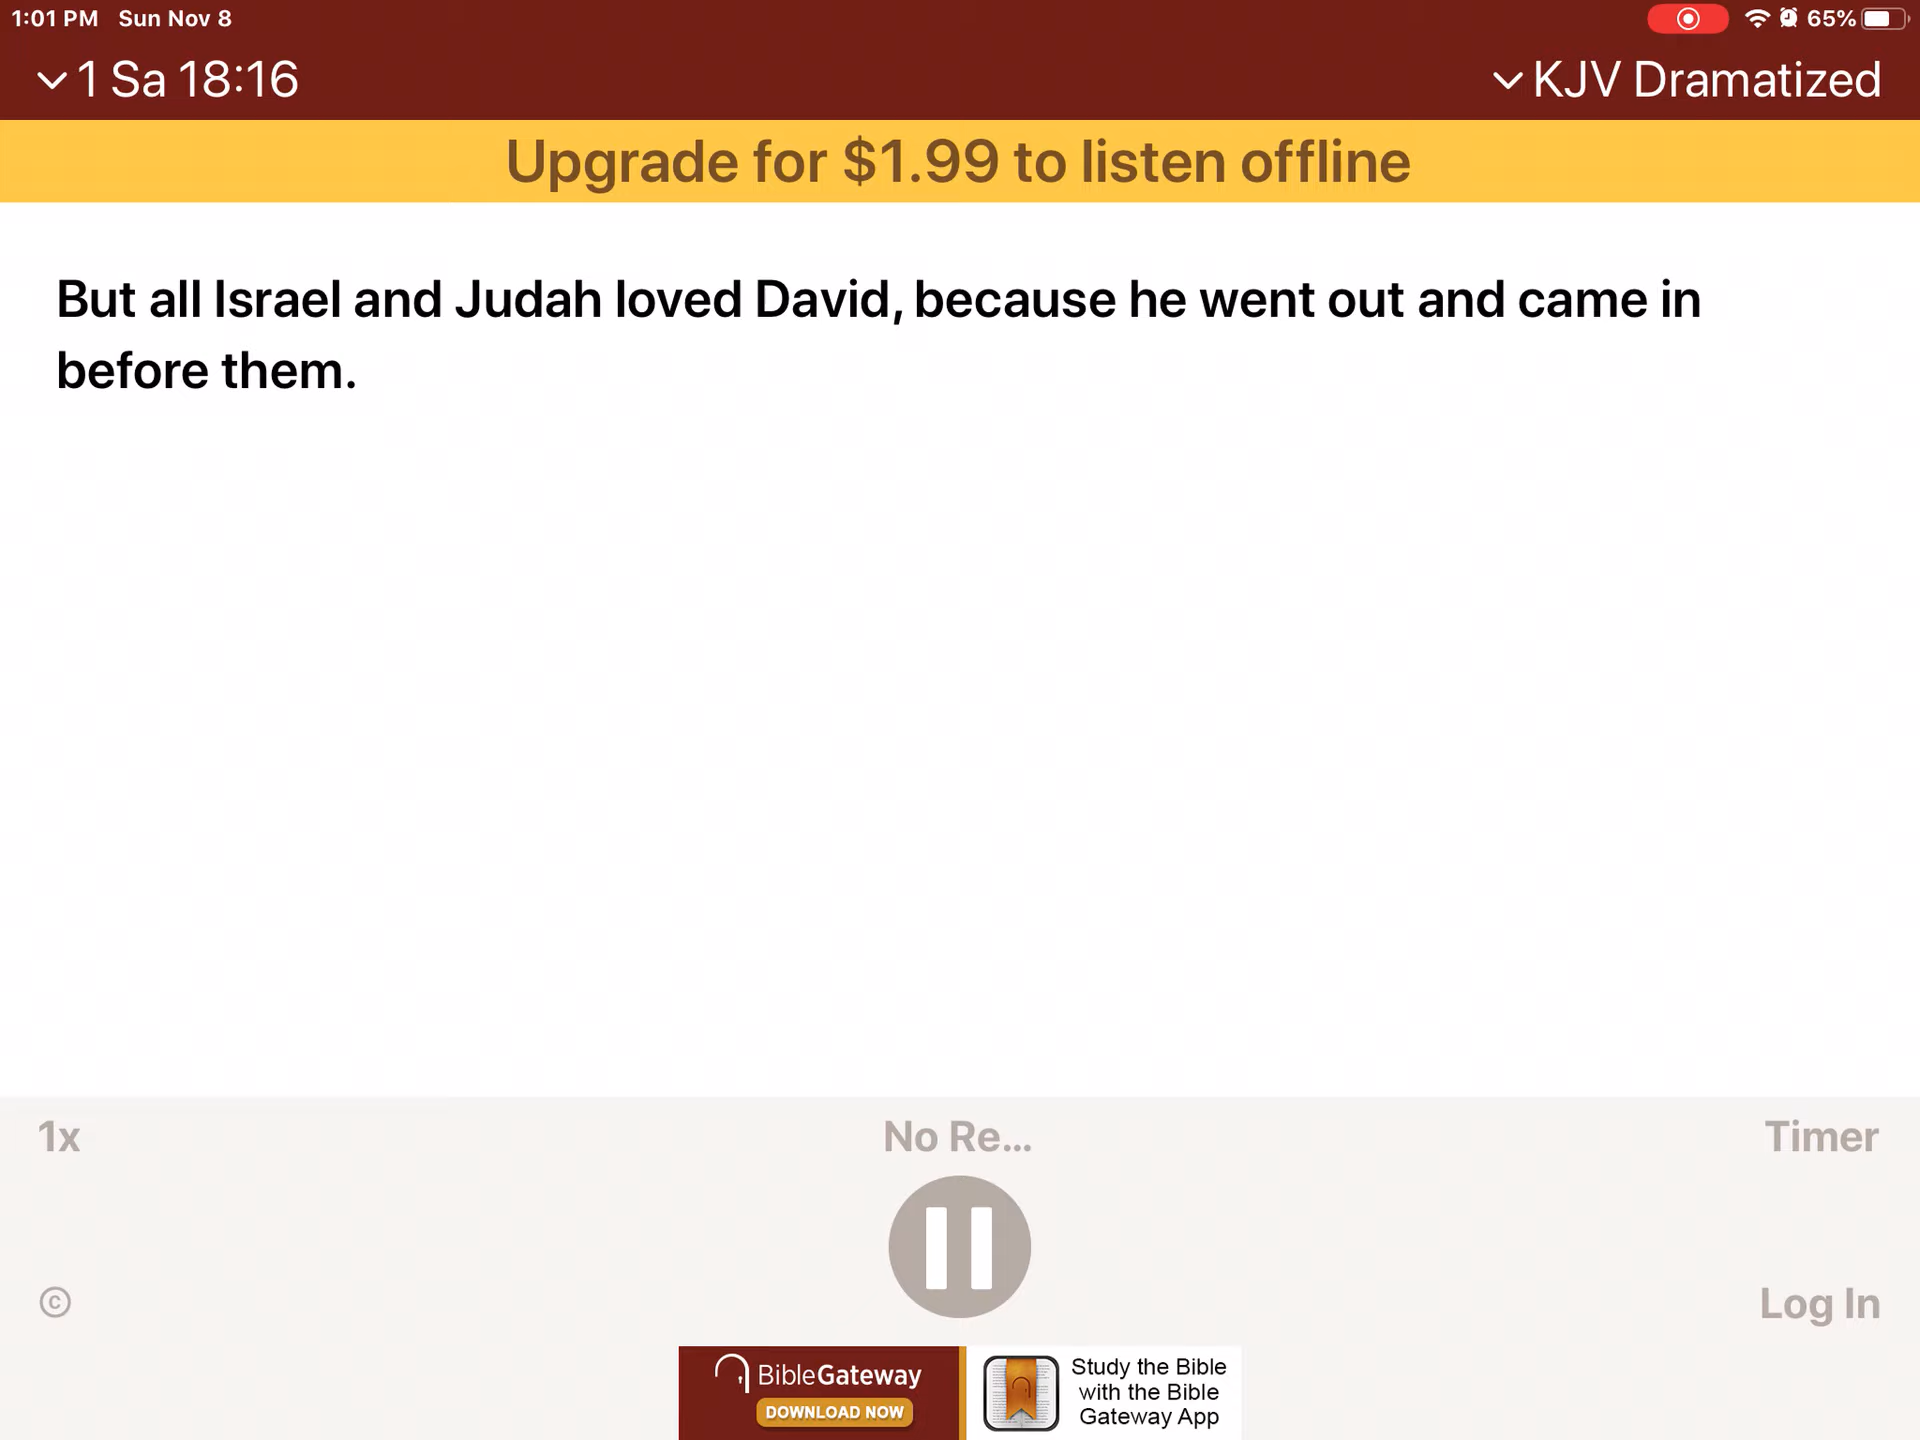 1:01 PM Sun Nov 8
65%
1 Sa 18:16
KJV Dramatized
Upgrade for $1.99 to listen offline
But all Israel and Judah loved David, because he went out and came in
before them.
1x
No Re...
Timer
©
Log In
BibleGateway
DOWNLOAD NOW
Study the Bible
with the Bible
Gateway App